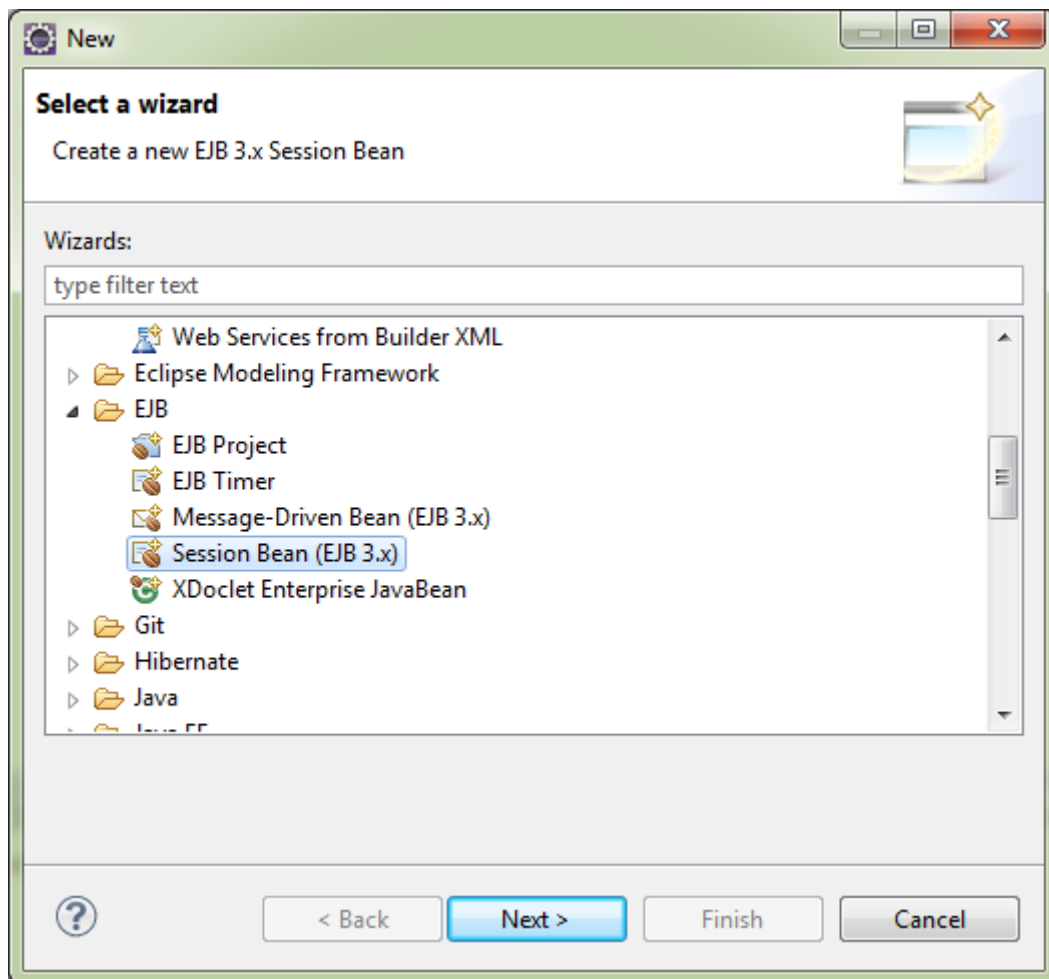 New
Select a wizard
Create a new EJB 3.x Session Bean
Wizards:
type filter text
Web Services from Builder XML
Eclipse Modeling Framework
EJB
EJB Project
EJB Timer
Message-Driven Bean (EJB 3.x)
Session Bean (EJB 3.x)
XDoclet Enterprise JavaBean
Git
Hibernate
Java
Java EE
< Back
Next >
Finish
Cancel